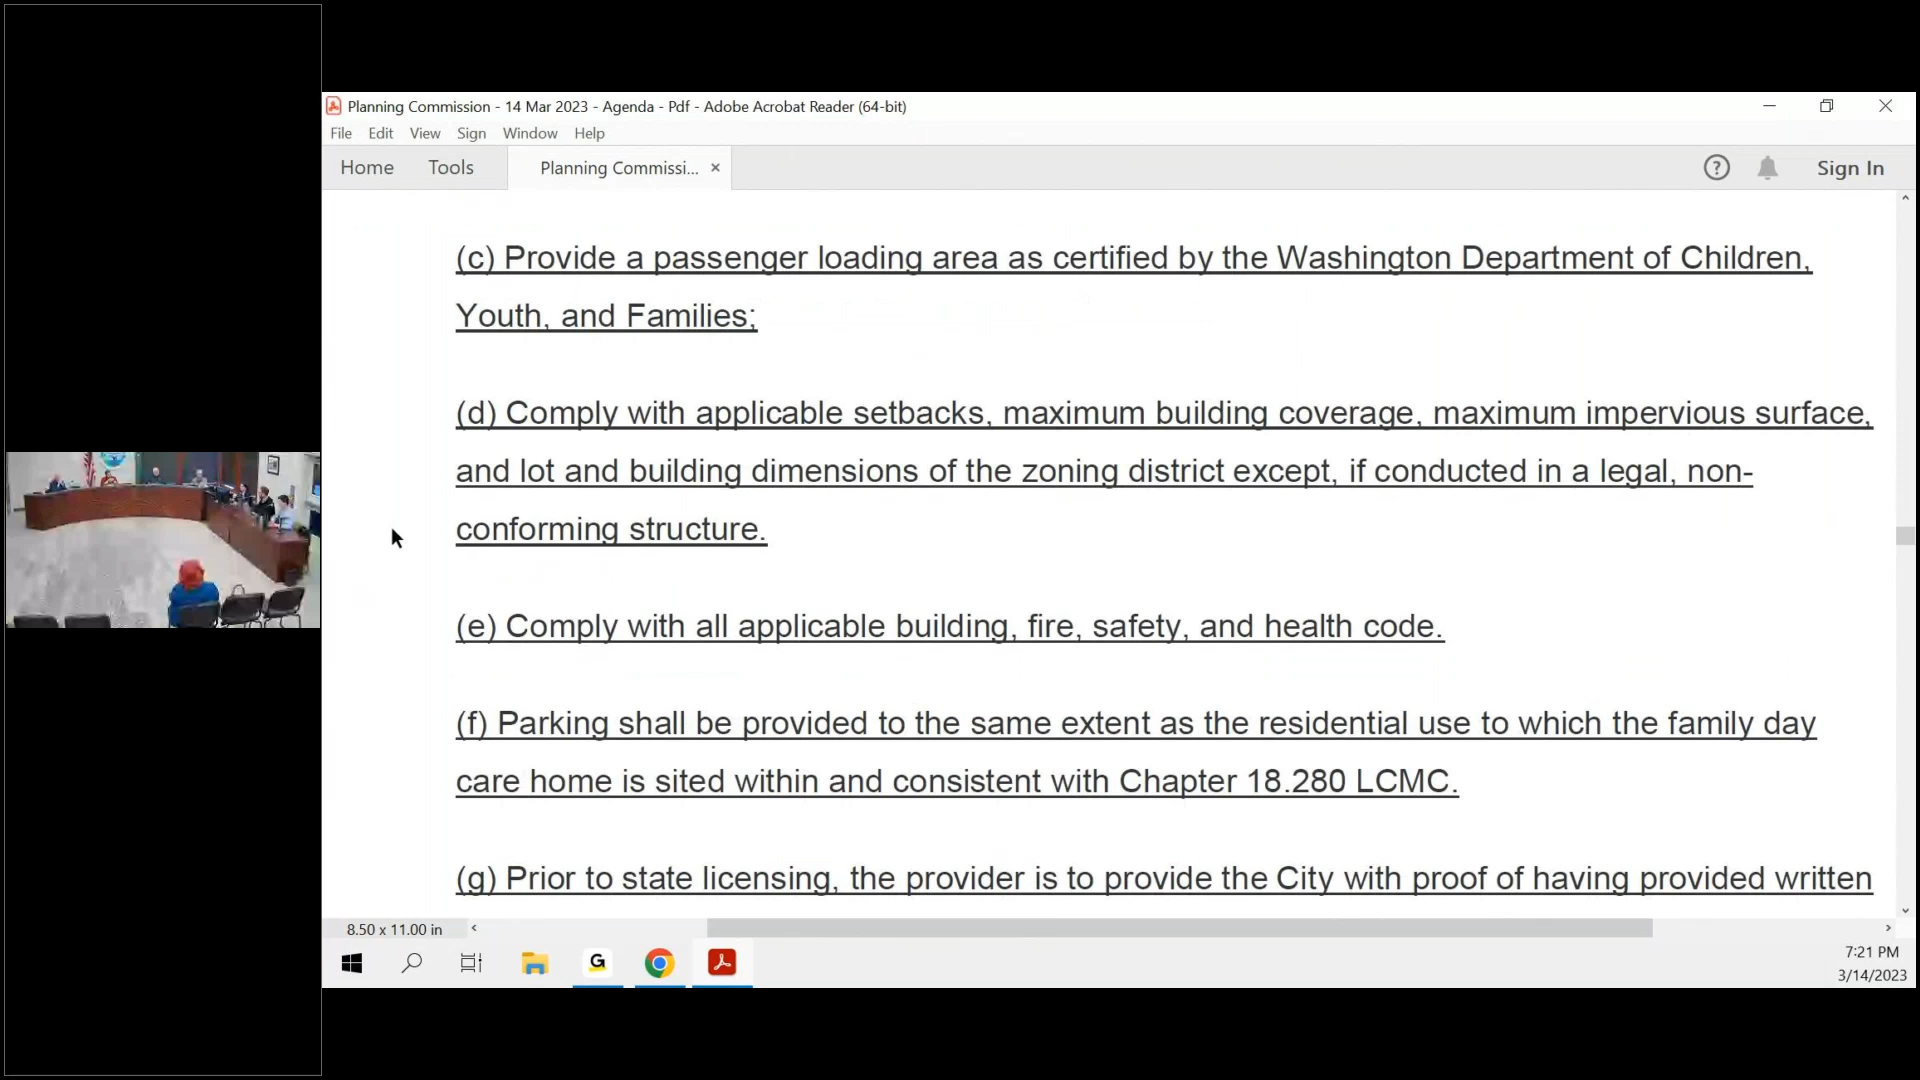 Planning Commission - 14 Mar 2023 - Agenda - Pdf - Adobe Acrobat Reader (64-bit)
File Edit View Sign Window Help
Home Tools Planning Commissi... Sign In
(c) Provide a passenger loading area as certified by the Washington Department of Children,
Youth, and Families;
(d) Comply with applicable setbacks, maximum building coverage, maximum impervious surface,
and lot and building dimensions of the zoning district except, if conducted in a legal, non-
conforming structure.
(e) Comply with all applicable building, fire, safety, and health code.
(f) Parking shall be provided to the same extent as the residential use to which the family day
care home is sited within and consistent with Chapter 18.280 LCMC.
(g) Prior to state licensing, the provider is to provide the City with proof of having provided written
8.50 x 11.00 in
G
7:21 PM
3/14/2023